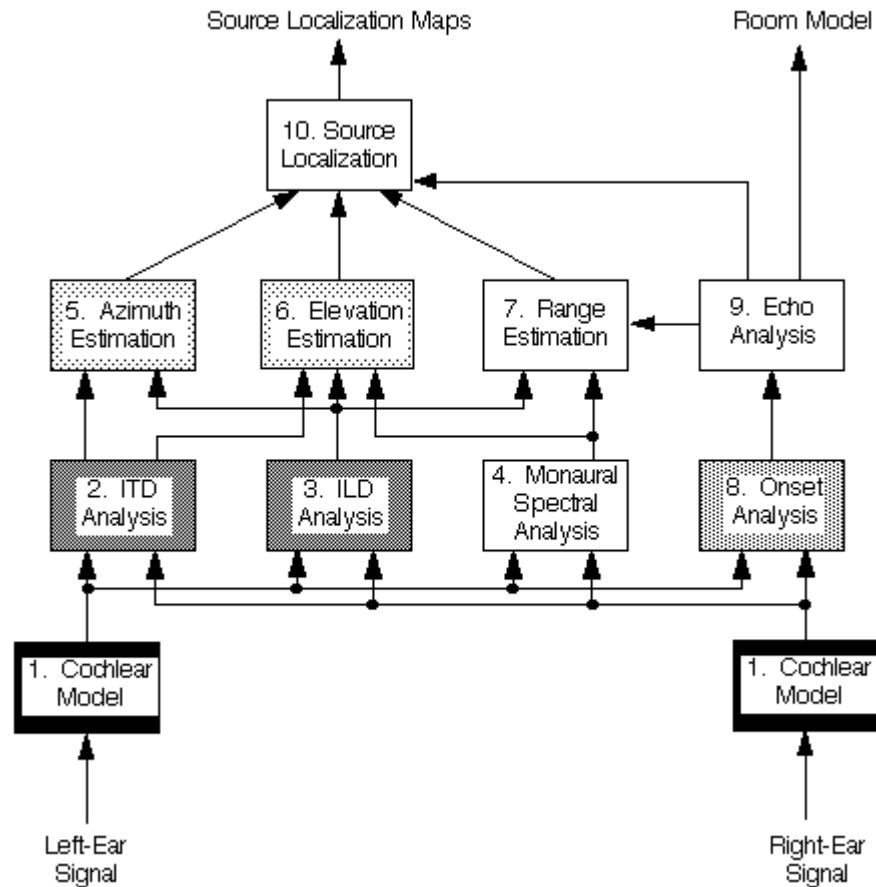 Source Localization Maps
Room Model
10. Source
Localization
5. Azimuth
Estimation
6. Elevation
Estimation
7. Range
Estimation
9. Echo
Analysis
2. ITD
Analysis
3. ILD
Analysis
4. Monaural
Spectral
Analysis
8. Onset
Analysis
1. Cochlear
Model
1. Cochlear
Model
Left-Ear
Signal
Right-Ear
Signal